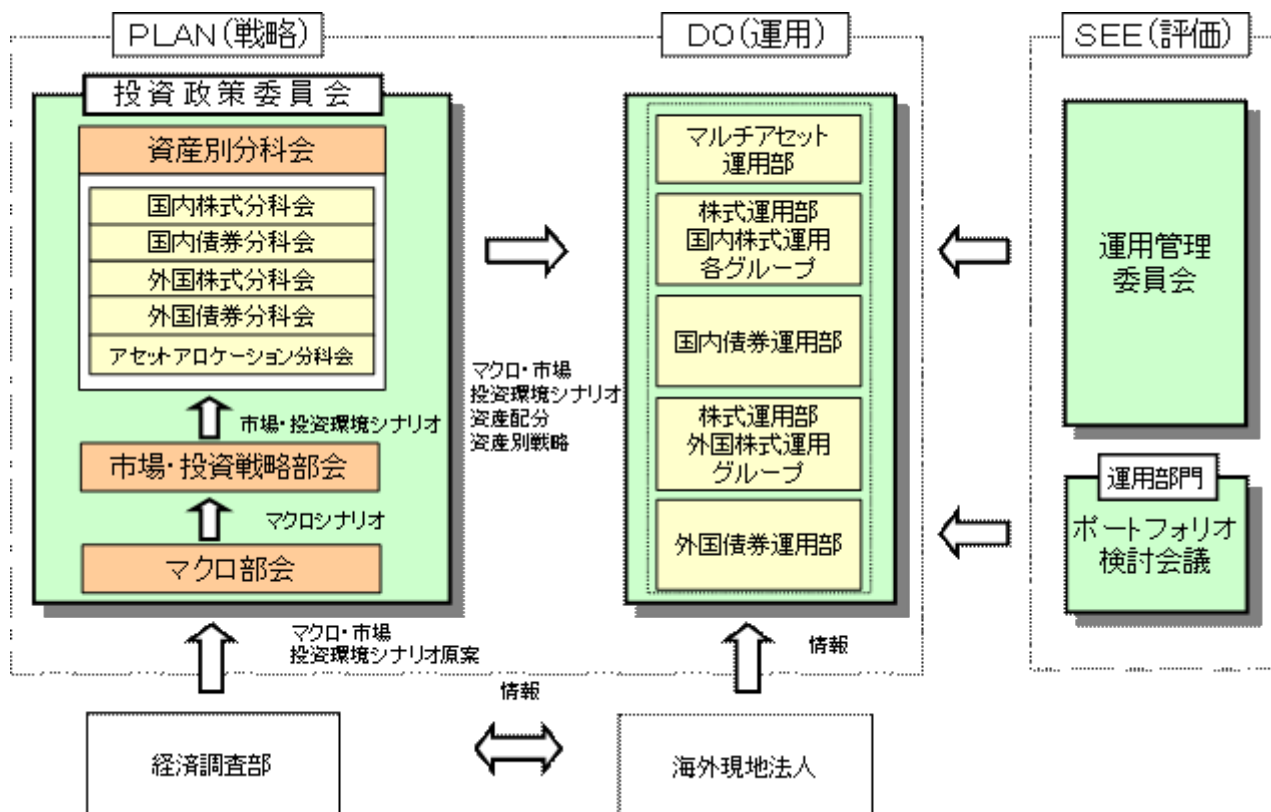 PLAN(戦略)
投資政策委員会
資産別分科会
国内株式分科会
国内債券分科会
外国株式分科会
外国債券分科会
アセットアロケーション分科会
市場・投資環境シナリオ
市場・投資戦略部会
マクロシナリオ
マクロ部会
マクロ・市場
投資環境シナリオ原案
経済調査部
マクロ・市場
投資環境シナリオ
資産配分
資産別戦略
情報
DO(運用)
マルチアセット
運用部
株式運用部
国内株式運用
各グループ
国内債券運用部
株式運用部
外国株式運用
グループ
外国債券運用部
情報
海外現地法人
SEE(評価)
運用管理
委員会
運用部門
ポートフォリオ
検討会議